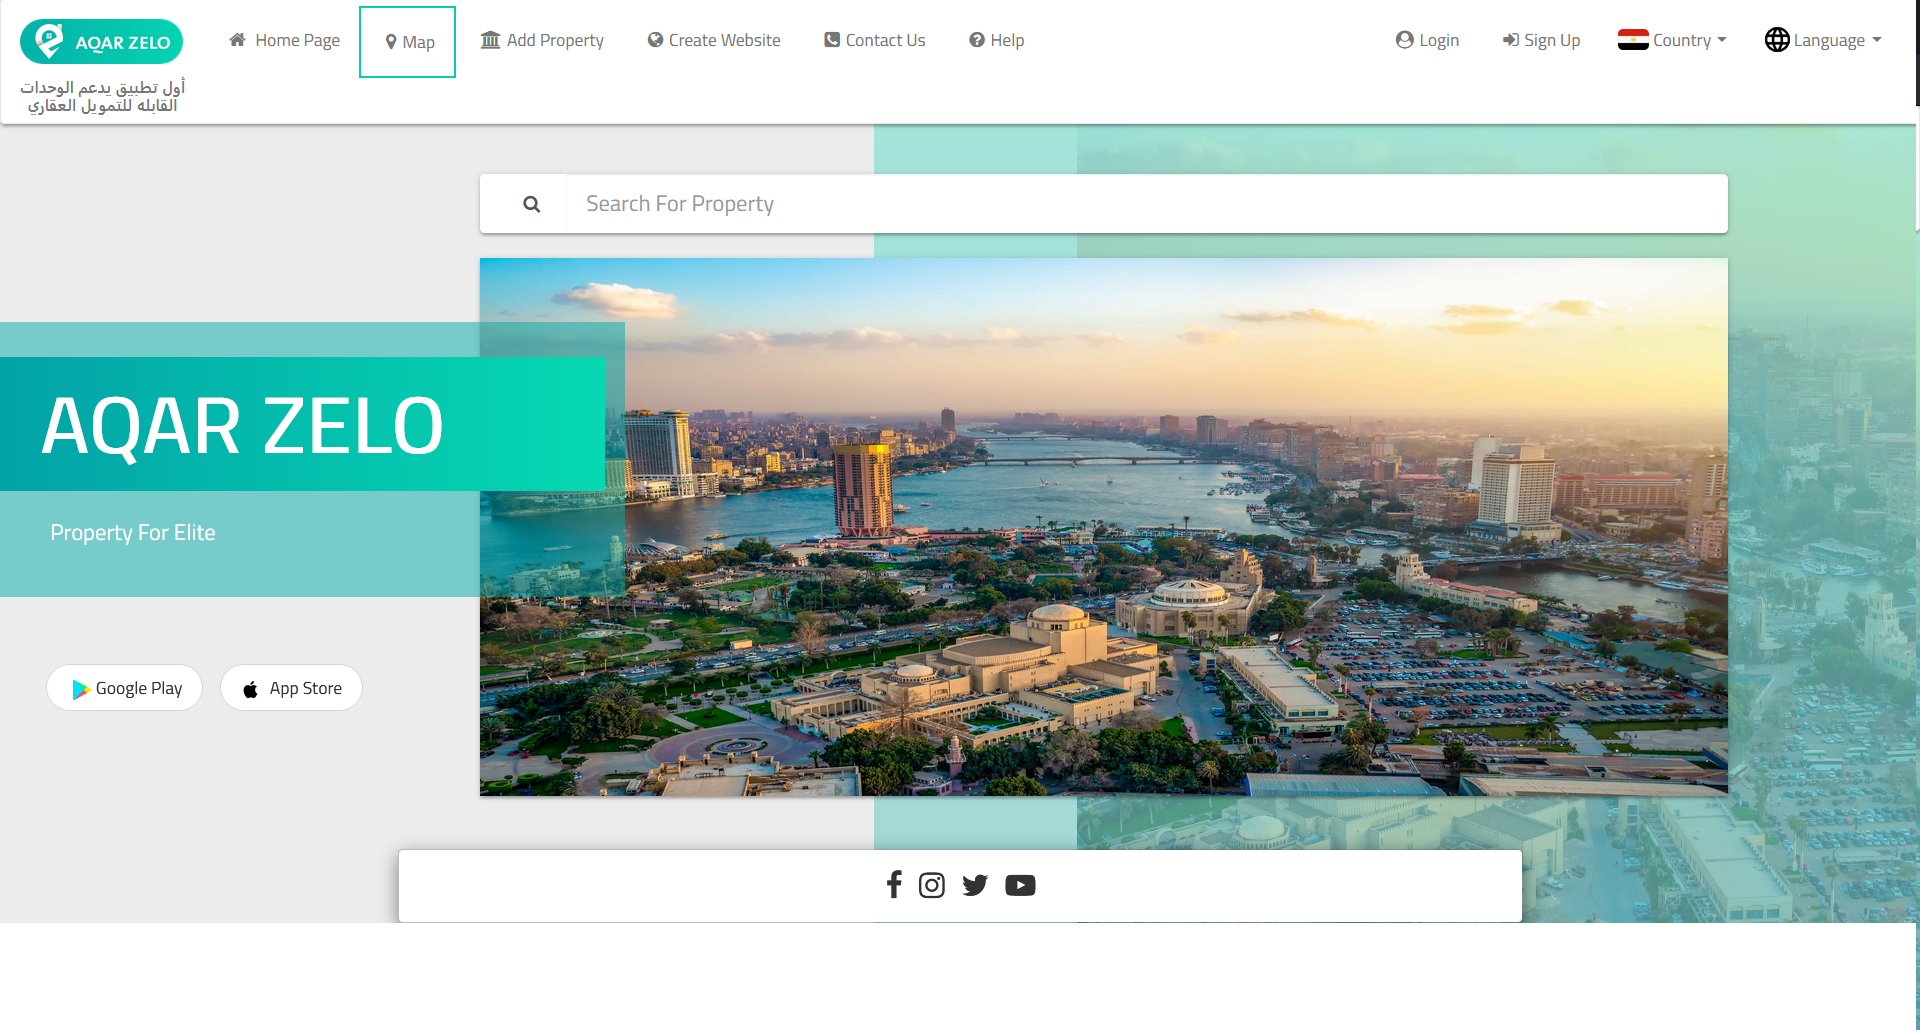 AQAR ZELO
أول تطبيق يدعم الوحدات
القابله للتمويل العقاري
Home Page
Map
Add Property
Create Website
Contact Us
Help
Login
Sign Up
Country
Language
Search For Property
AQAR ZELO
Property For Elite
Google Play
App Store